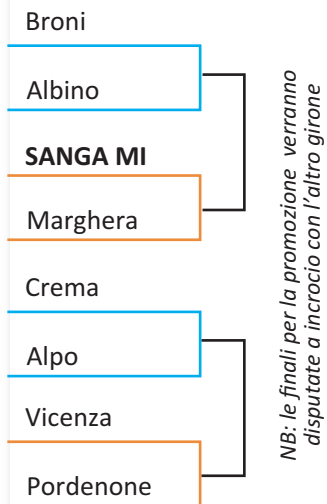 Broni
Albino
SANGA MI
Marghera
Crema
Alpo
Vicenza
Pordenone
NB: le finali per la promozione verranno
disputate a incrocio con l'altro girone